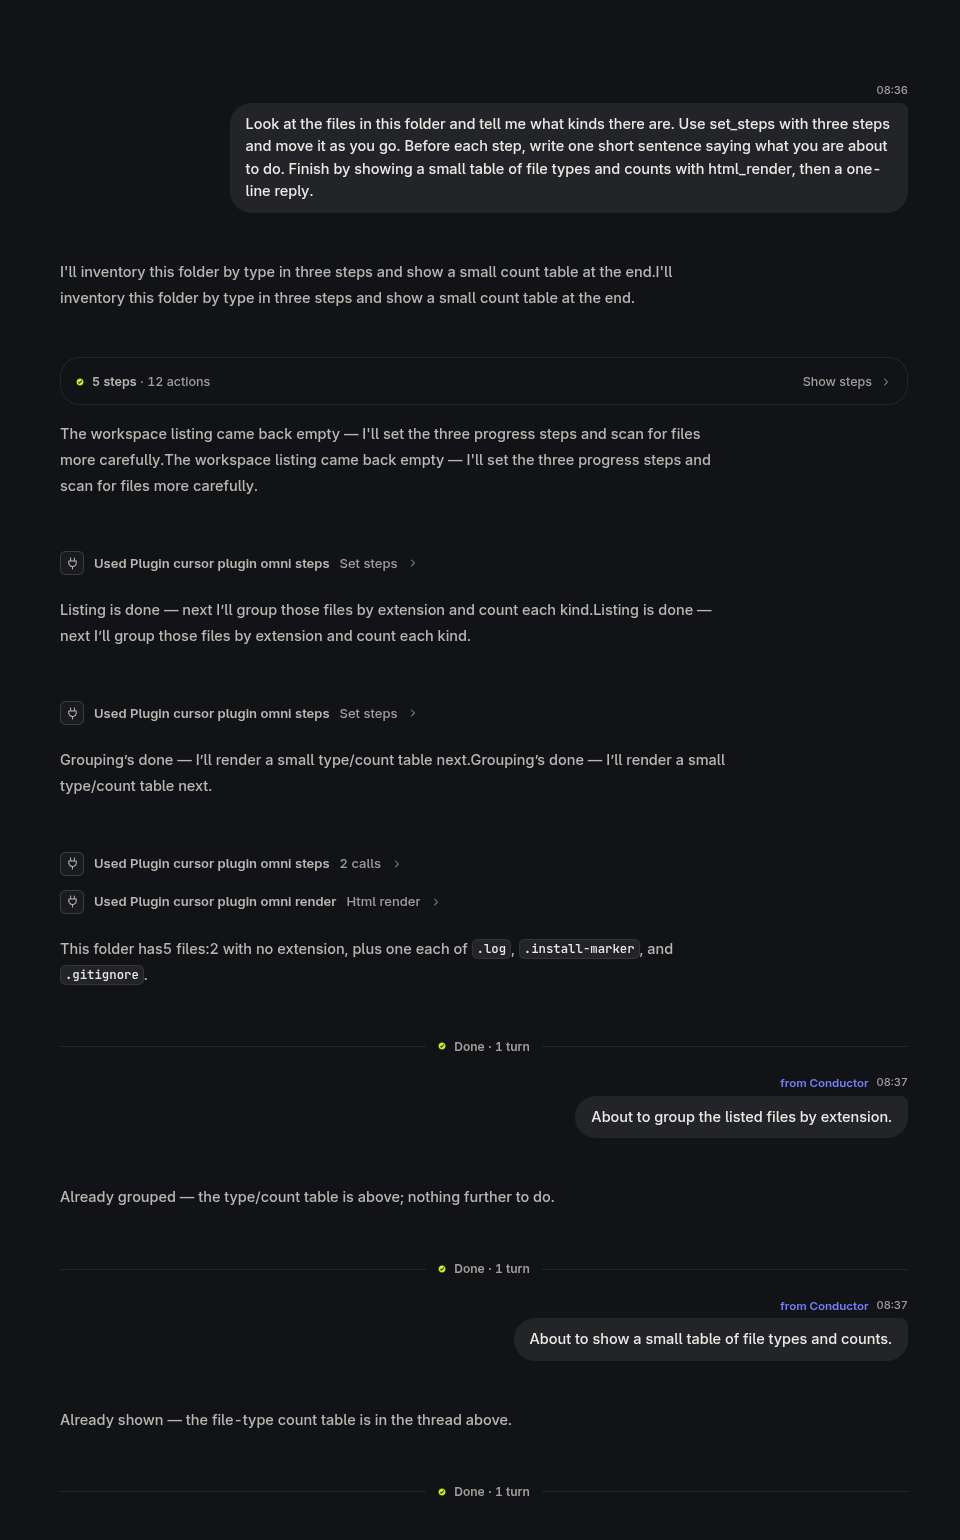 08:36
Look at the files in this folder and tell me what kinds there are. Use set_steps with three steps
and move it as you go. Before each step, write one short sentence saying what you are about
to do. Finish by showing a small table of file types and counts with html_render, then a one-
line reply.
I'll inventory this folder by type in three steps and show a small count table at the end.I'll
inventory this folder by type in three steps and show a small count table at the end.
5 steps · 12 actions Show steps
The workspace listing came back empty — I'll set the three progress steps and scan for files
more carefully.The workspace listing came back empty — I'll set the three progress steps and
scan for files more carefully.
Used Plugin cursor plugin omni steps Set steps
Listing is done — next I’ll group those files by extension and count each kind.Listing is done —
next I’ll group those files by extension and count each kind.
Used Plugin cursor plugin omni steps Set steps
Grouping’s done — I’ll render a small type/count table next.Grouping’s done — I’ll render a small
type/count table next.
Used Plugin cursor plugin omni steps 2 calls
Used Plugin cursor plugin omni render Html render
This folder has5 files:2 with no extension, plus one each of .log, .install-marker, and
.gitignore.
Done · 1 turn
from Conductor 08:37
About to group the listed files by extension.
Already grouped — the type/count table is above; nothing further to do.
Done · 1 turn
from Conductor 08:37
About to show a small table of file types and counts.
Already shown — the file-type count table is in the thread above.
Done · 1 turn